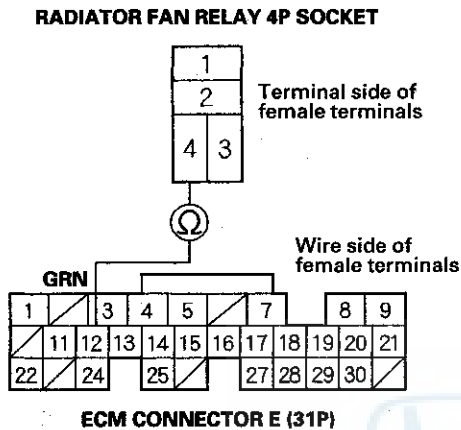 RADIATOR FAN RELAY 4P SOCKET
1
2
4 3
Terminal side of
female terminals
Ω
Wire side of
female terminals
GRN
1 3 4 5 7 8 9
11 12 13 14 15 16 17 18 19 20 21
22 24 25 27 28 29 30
ECM CONNECTOR E (31P)